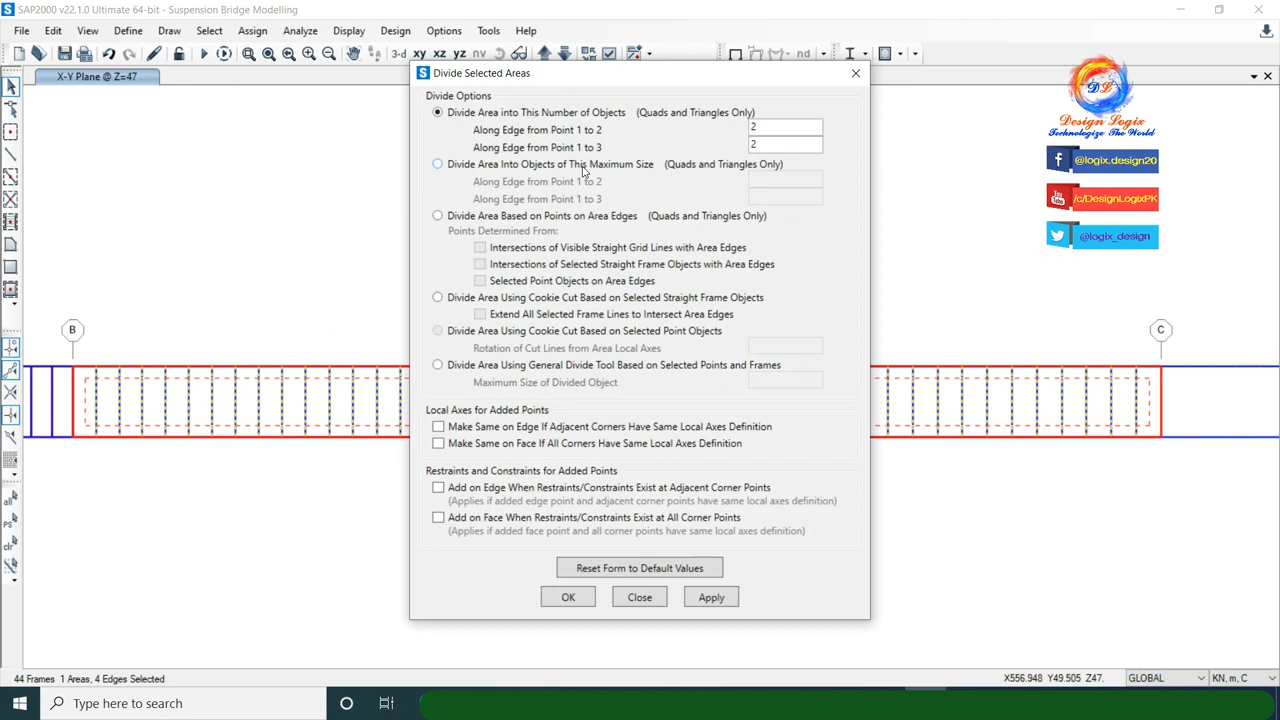 SAP2000 v22.1.0 Ultimate 64-bit - Suspension Bridge Modelling
File Edit View Define Draw Select Assign Analyze Display Design Options Tools Help
3-d xy xz yz nv nd
X-Y Plane @ Z=47
Divide Selected Areas
Divide Options
Divide Area into This Number of Objects (Quads and Triangles Only)
Along Edge from Point 1 to 2 2
Along Edge from Point 1 to 3 2
Divide Area Into Objects of This Maximum Size (Quads and Triangles Only)
Along Edge from Point 1 to 2
Along Edge from Point 1 to 3
Divide Area Based on Points on Area Edges (Quads and Triangles Only)
Points Determined From:
Intersections of Visible Straight Grid Lines with Area Edges
Intersections of Selected Straight Frame Objects with Area Edges
Selected Point Objects on Area Edges
Divide Area Using Cookie Cut Based on Selected Straight Frame Objects
Extend All Selected Frame Lines to Intersect Area Edges
Divide Area Using Cookie Cut Based on Selected Point Objects
Rotation of Cut Lines from Area Local Axes
Divide Area Using General Divide Tool Based on Selected Points and Frames
Maximum Size of Divided Object
Local Axes for Added Points
Make Same on Edge If Adjacent Corners Have Same Local Axes Definition
Make Same on Face If All Corners Have Same Local Axes Definition
Restraints and Constraints for Added Points
Add on Edge When Restraints/Constraints Exist at Adjacent Corner Points
(Applies if added edge point and adjacent corner points have same local axes definition)
Add on Face When Restraints/Constraints Exist at All Corner Points
(Applies if added face point and all corner points have same local axes definition)
Reset Form to Default Values
OK Close Apply
B
C
DL
Design Logix
Technologize The World
@logix.design20
/c/DesignLogixPK
@logix_design
all
PS
clr
44 Frames 1 Areas, 4 Edges Selected
X556.948 Y49.505 Z47.
GLOBAL
KN, m, C
Type here to search